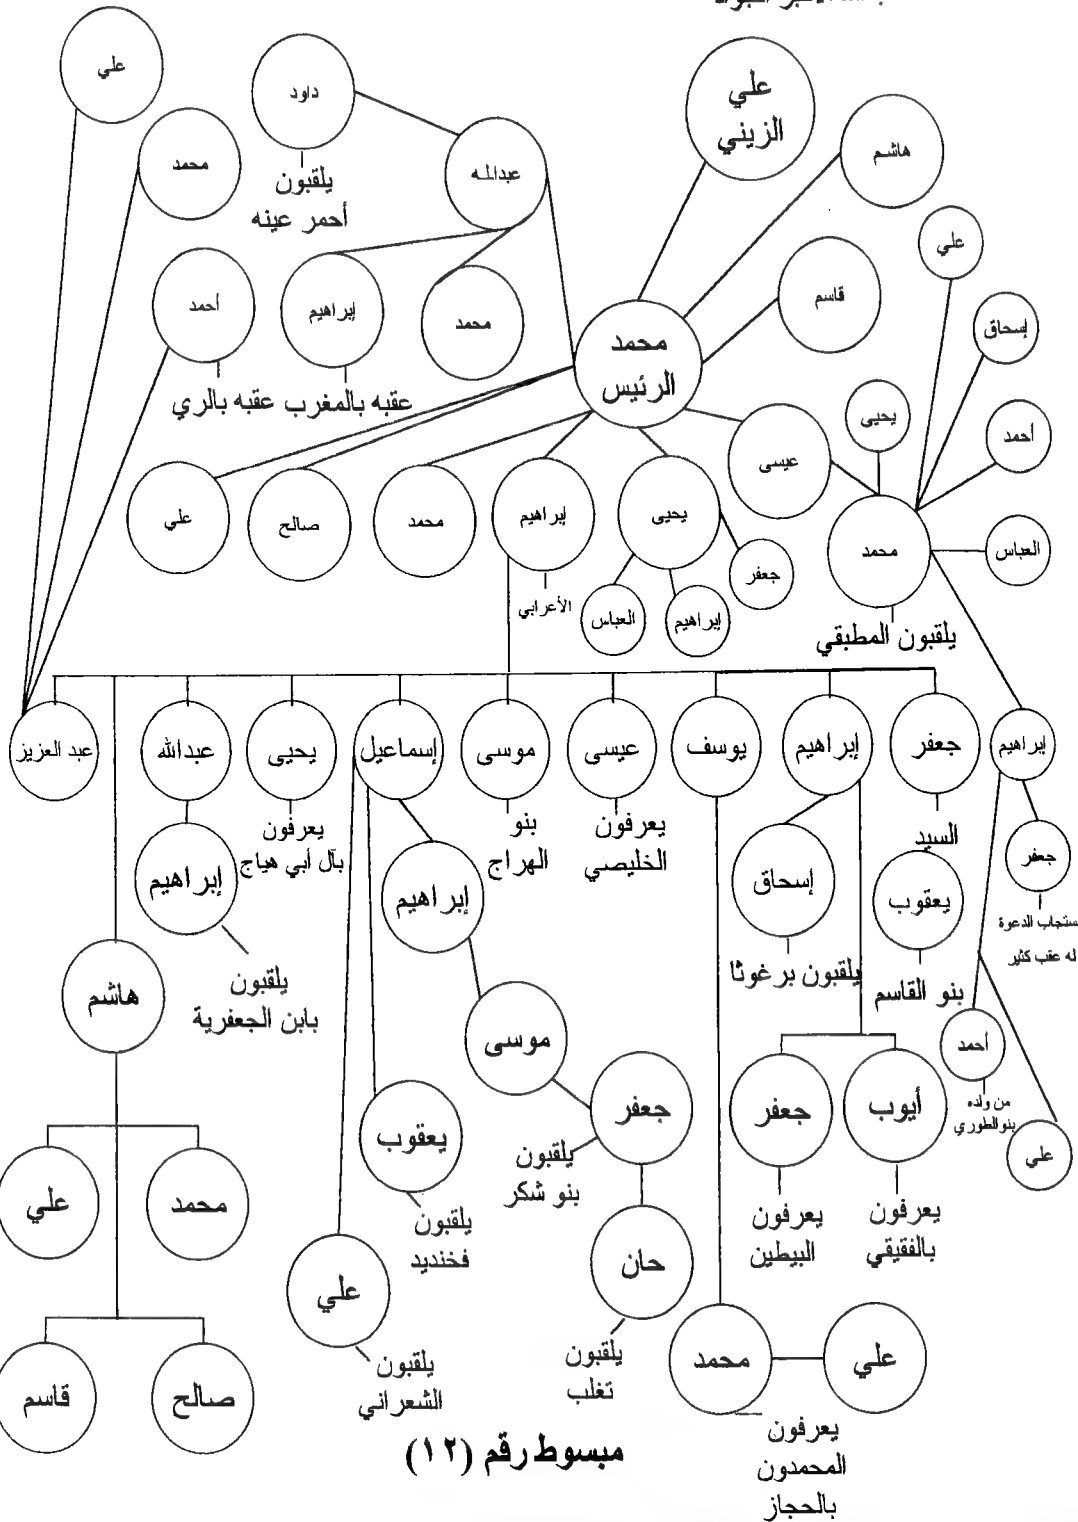 علي
داود
يلقبون
أحمر عينه
علي
الزيني
هاشم
محمد
عبدالله
علي
أحمد
إبراهيم
محمد
قاسم
إسحاق
محمد
الرئيس
عقبه بالري
عقبه بالمغرب
يحيى
أحمد
عيسى
علي
صالح
محمد
إبراهيم
الأعرابي
يحيى
جعفر
العباس
إبراهيم
محمد
العباس
يلقبون المطبقي
إبراهيم
جعفر
إبراهيم
يوسف
عيسى
موسى
إسماعيل
يحيى
عبدالله
عبد العزيز
السيد
يعرفون
الخليصي
بنو
الهراج
يعرفون
بآل أبي هياج
جعفر
ستجاب الدعوة
له عقب كثير
يعقوب
بنو القاسم
إسحاق
يلقبون برغوثا
إبراهيم
إبراهيم
يلقبون
بابن الجعفرية
هاشم
موسى
أحمد
من ولده
بنو الطوري
علي
أيوب
يعرفون
بالفقيقي
جعفر
يعرفون
البيطين
جعفر
يلقبون
بنو شكر
يعقوب
يلقبون
فخنديد
محمد
علي
حان
يلقبون
تغلب
علي
يلقبون
الشعراني
علي
محمد
يعرفون
المحمدون
بالحجاز
صالح
قاسم
مبسوط رقم (١٢)